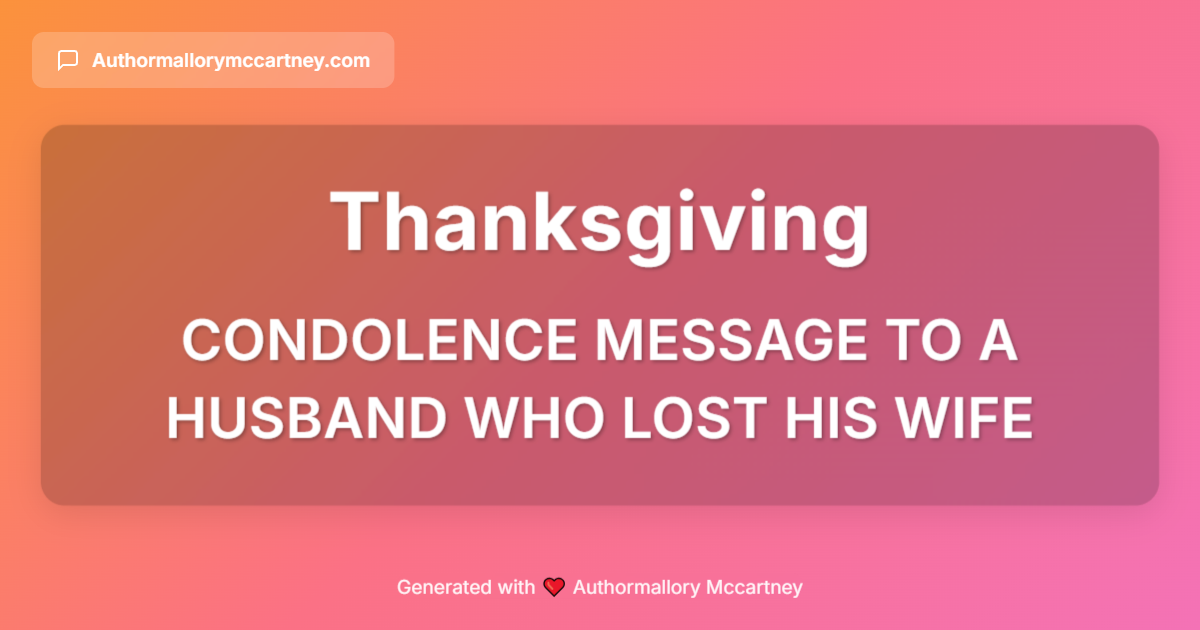 Authormallorymccartney.com
Thanksgiving
CONDOLENCE MESSAGE TO A
HUSBAND WHO LOST HIS WIFE
Generated with ❤️ Authormallory Mccartney